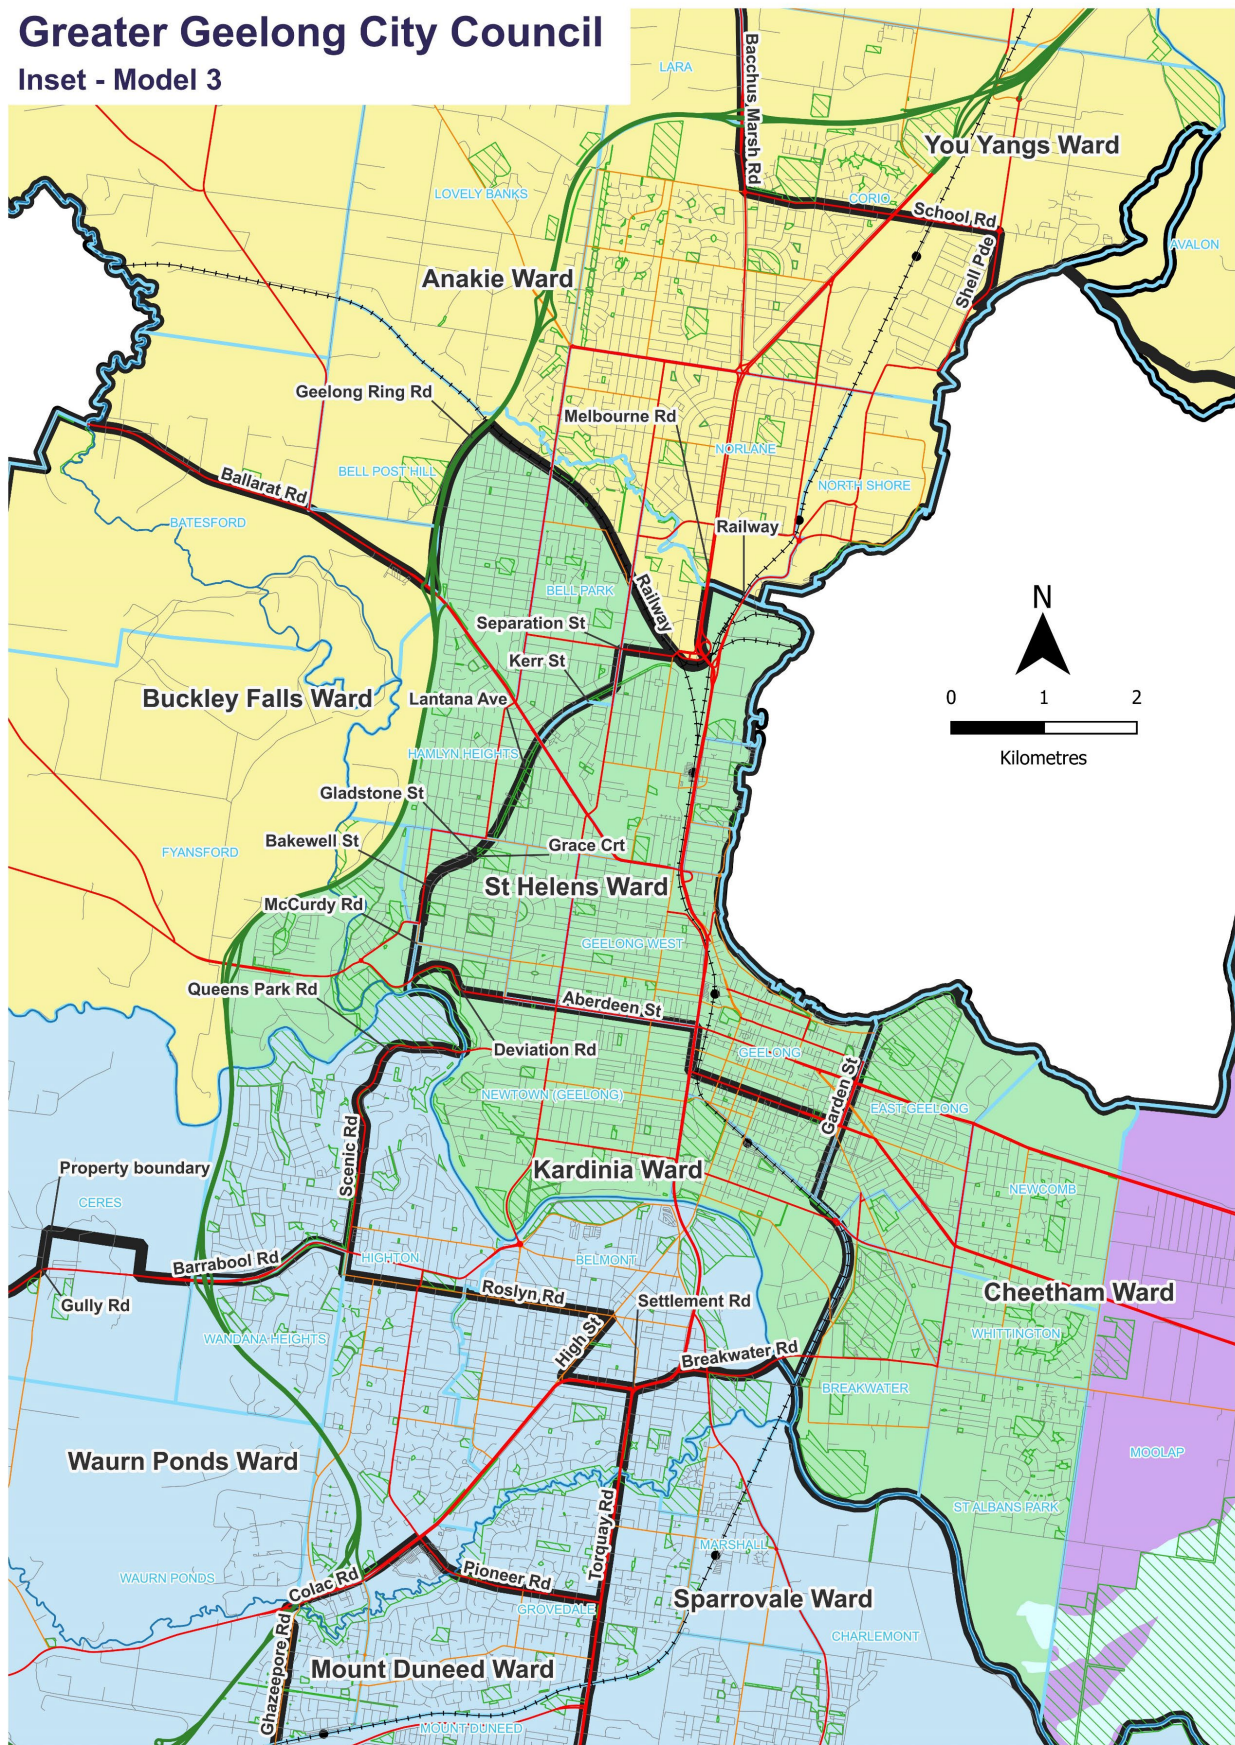 Greater Geelong City Council
Inset - Model 3
LARA
Bacchus Marsh Rd
You Yangs Ward
LOVELY BANKS
CORIO
School Rd
AVALON
Shell Pde
Anakie Ward
Geelong Ring Rd
Melbourne Rd
NORLANE
BELL POST HILL
NORTH SHORE
Ballarat Rd
BATESFORD
Railway
BELL PARK
Railway
N
Separation St
Kerr St
Buckley Falls Ward
Lantana Ave
0 1 2
Kilometres
HAMLYN HEIGHTS
Gladstone St
Bakewell St
Grace Crt
FYANSFORD
St Helens Ward
McCurdy Rd
GEELONG WEST
Queens Park Rd
Aberdeen St
Deviation Rd
GEELONG
Garden St
NEWTOWN (GEELONG)
EAST GEELONG
Scenic Rd
Property boundary
Kardinia Ward
CERES
NEWCOMB
Barrabool Rd
HIGHTON
BELMONT
Gully Rd
Roslyn Rd
Settlement Rd
Cheetham Ward
WANDANA HEIGHTS
High St
WHITTINGTON
Breakwater Rd
BREAKWATER
Waurn Ponds Ward
MOOLAP
ST ALBANS PARK
Torquay Rd
MARSHALL
WAURN PONDS
Colac Rd
Pioneer Rd
GROVEDALE
Sparrovale Ward
CHARLEMONT
Ghazeepore Rd
Mount Duneed Ward
MOUNT DUNEED